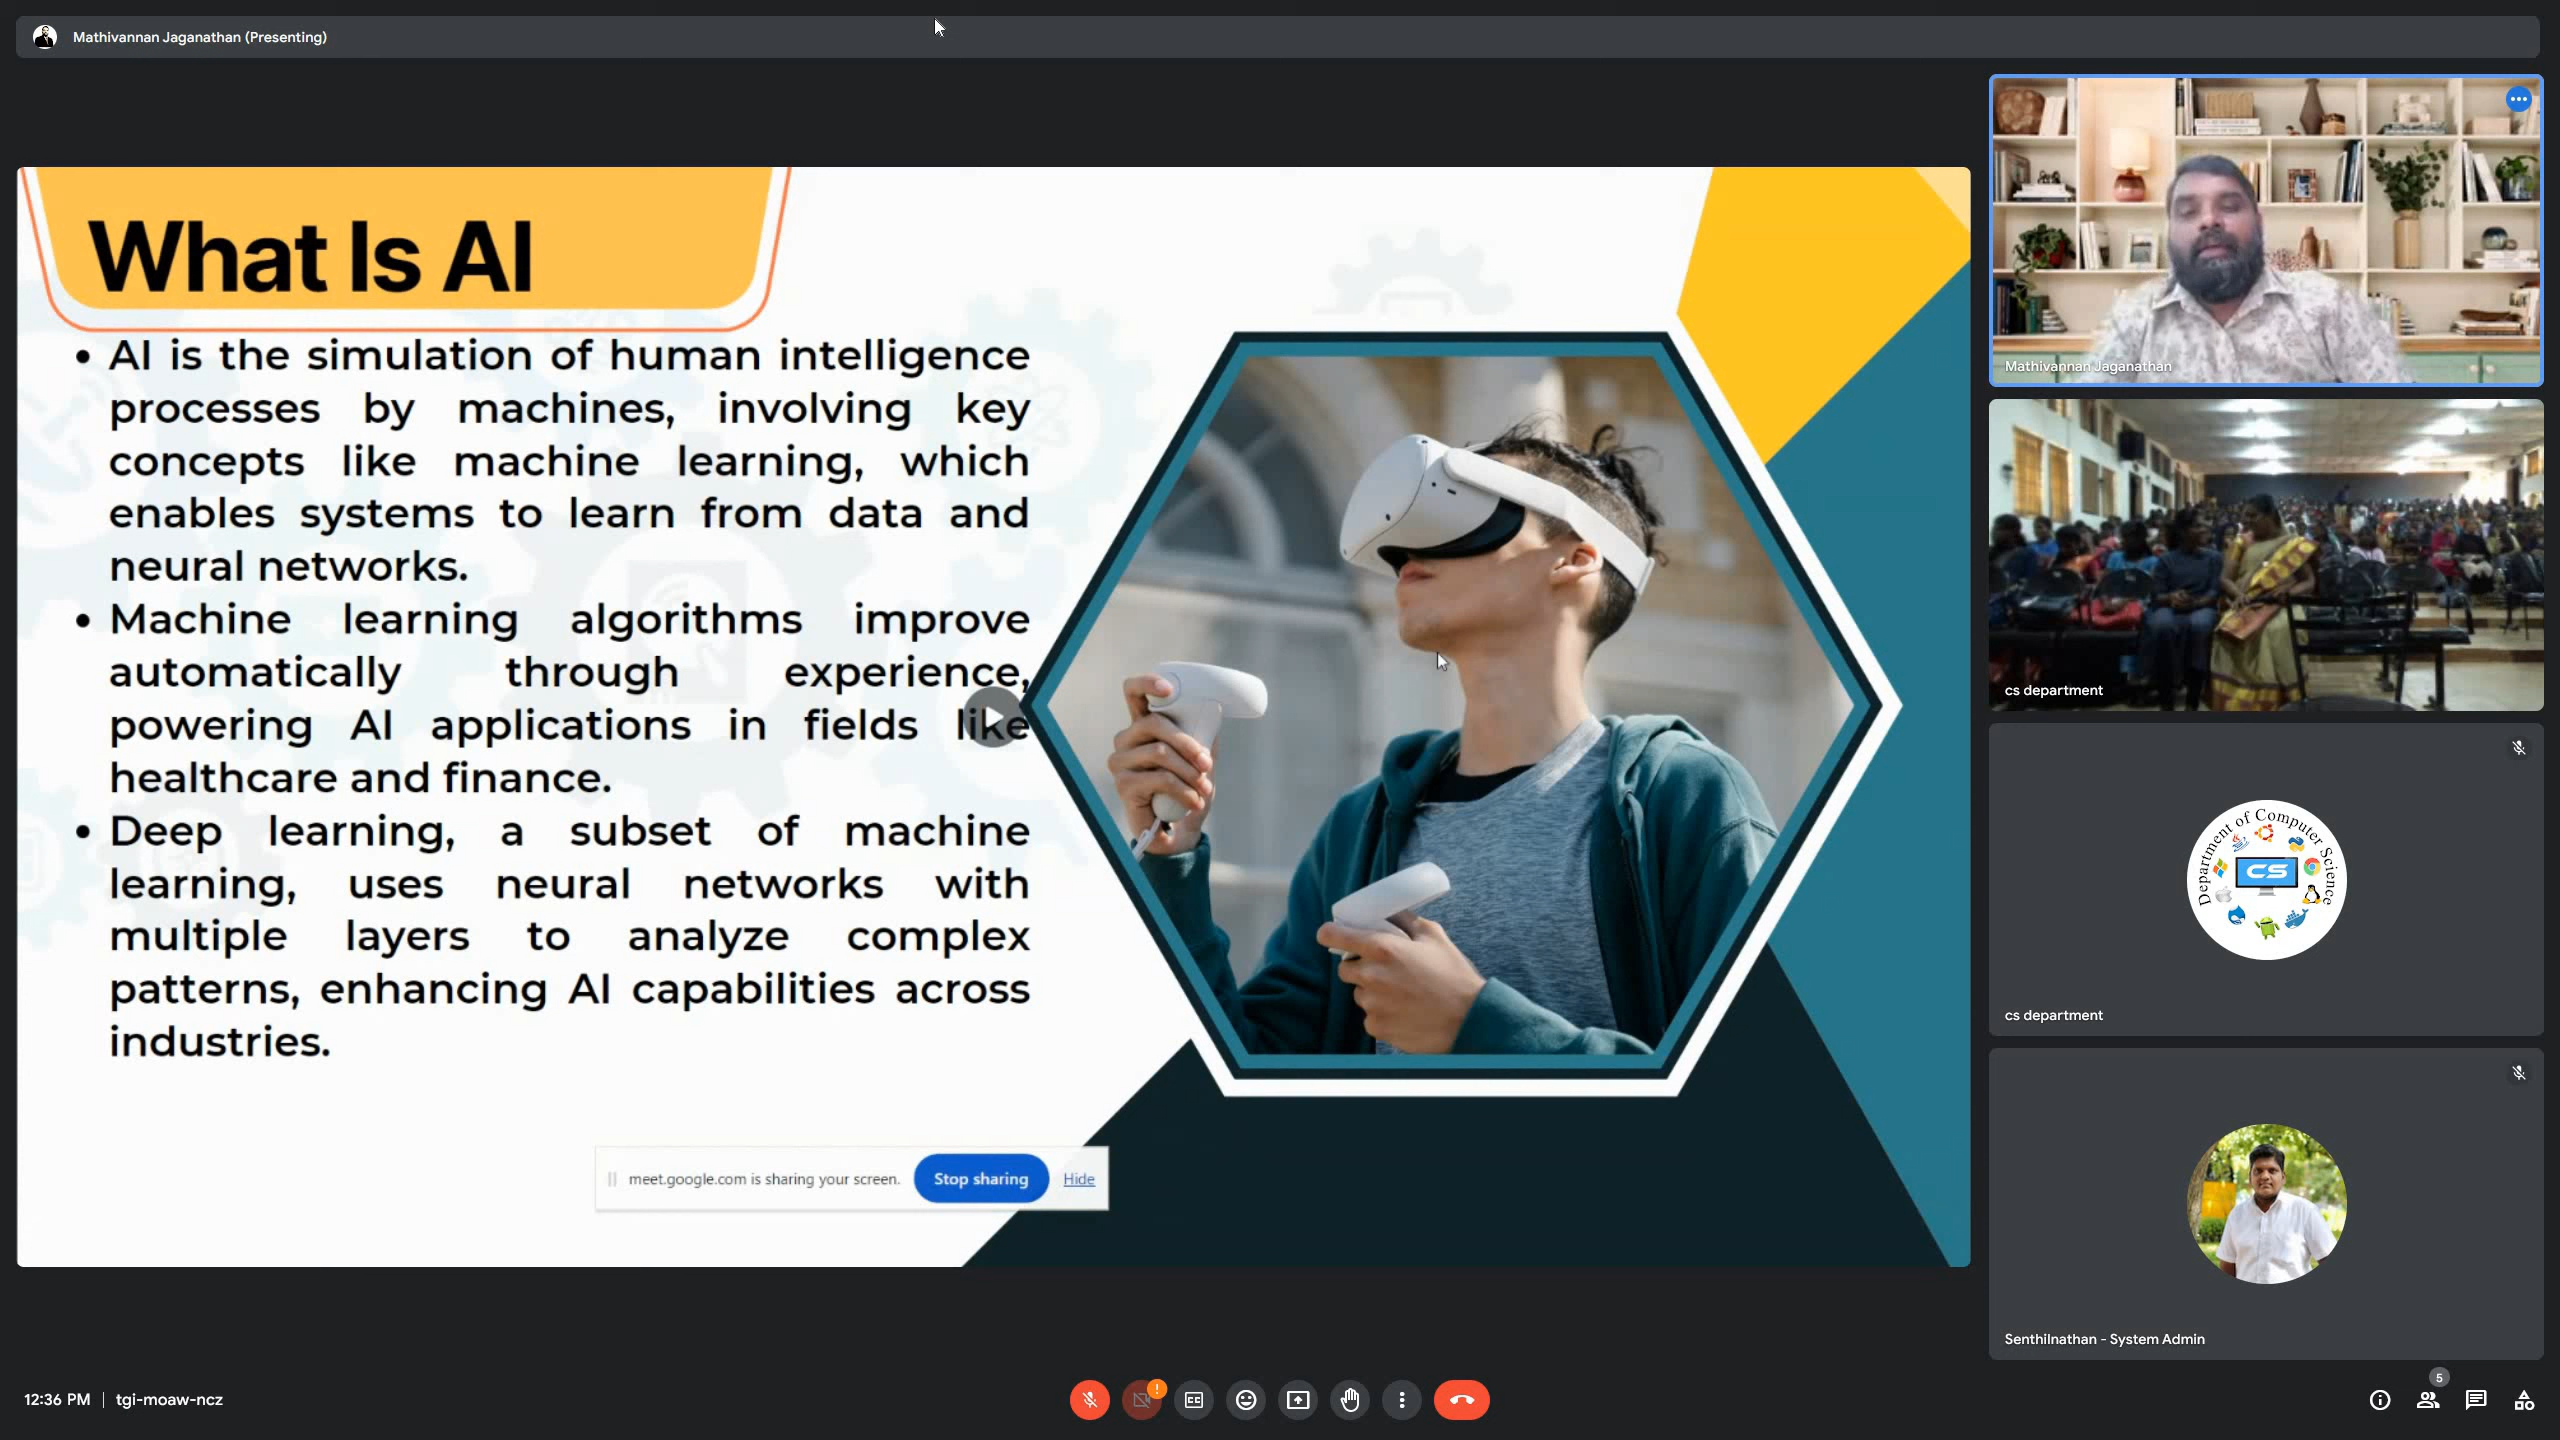 Mathivannan Jaganathan (Presenting)
What Is AI
• AI is the simulation of human intelligence
processes by machines, involving key
concepts like machine learning, which
enables systems to learn from data and
neural networks.
• Machine learning algorithms improve
automatically through experience,
powering AI applications in fields like
healthcare and finance.
• Deep learning, a subset of machine
learning, uses neural networks with
multiple layers to analyze complex
patterns, enhancing AI capabilities across
industries.
meet.google.com is sharing your screen. Stop sharing Hide
Mathivannan Jaganathan
cs department
Department of Computer Science
CS
cs department
Senthilnathan - System Admin
12:36 PM | tgi-moaw-ncz
5